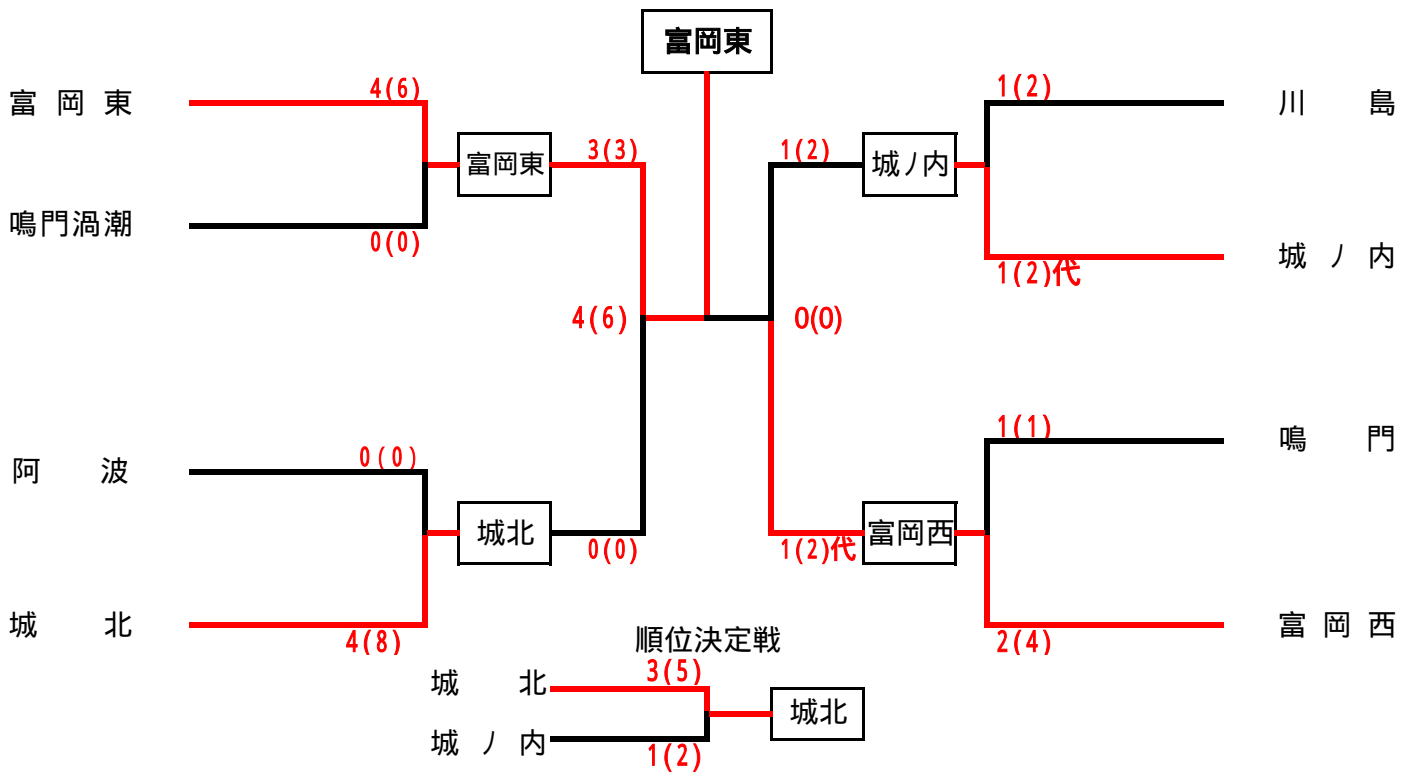 富岡東
富岡東
4(6)
1(2)
川島
富岡東
3(3)
1(2)
城ノ内
鳴門渦潮
0(0)
1(2)代
城ノ内
4(6)
0(0)
阿波
0(0)
1(1)
鳴門
城北
0(0)
1(2)代
富岡西
城北
4(8)
2(4)
富岡西
順位決定戦
城北
3(5)
城北
城ノ内
1(2)